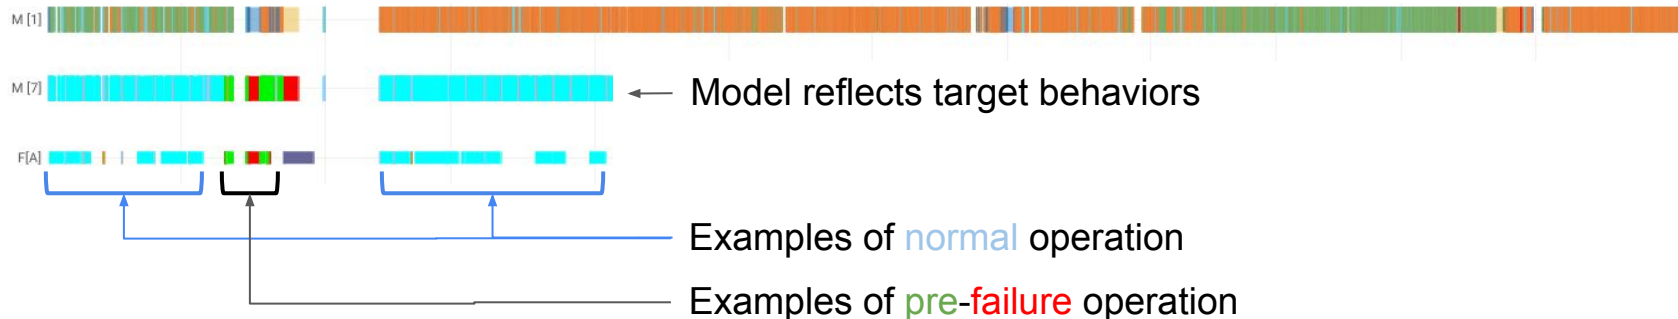 M [1]
M [7]
Model reflects target behaviors
F[A]
Examples of normal operation
Examples of pre-failure operation